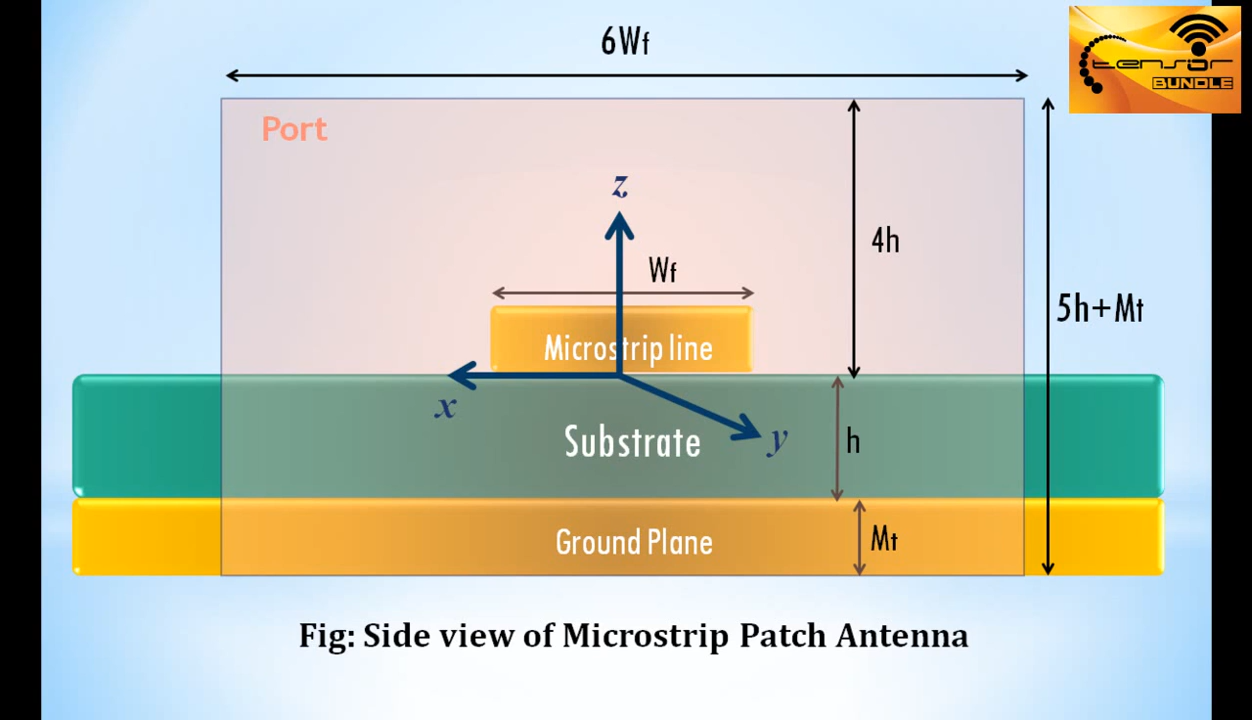 6Wf
tensor
BUNDLE
Port
z
4h
Wf
5h+Mt
Microstrip line
x
Substrate
y
h
Ground Plane
Mt
Fig: Side view of Microstrip Patch Antenna